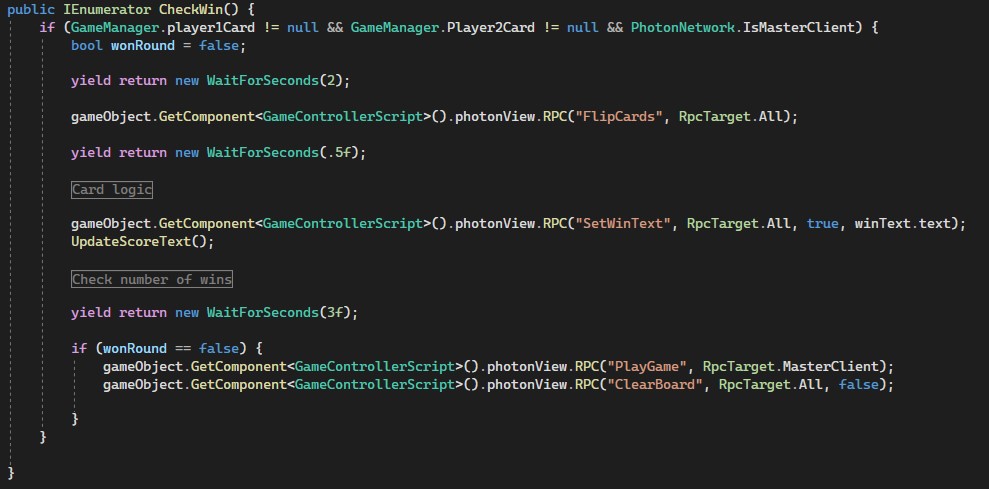 public IEnumerator CheckWin() {
if (GameManager.player1Card != null && GameManager.Player2Card != null && PhotonNetwork.IsMasterClient) {
bool wonRound = false;
yield return new WaitForSeconds(2);
gameObject.GetComponent<GameControllerScript>().photonView.RPC("FlipCards", RpcTarget.All);
yield return new WaitForSeconds(.5f);
Card logic
gameObject.GetComponent<GameControllerScript>().photonView.RPC("SetWinText", RpcTarget.All, true, winText.text);
UpdateScoreText();
Check number of wins
yield return new WaitForSeconds(3f);
if (wonRound == false) {
gameObject.GetComponent<GameControllerScript>().photonView.RPC("PlayGame", RpcTarget.MasterClient);
gameObject.GetComponent<GameControllerScript>().photonView.RPC("ClearBoard", RpcTarget.All, false);
}
}
}